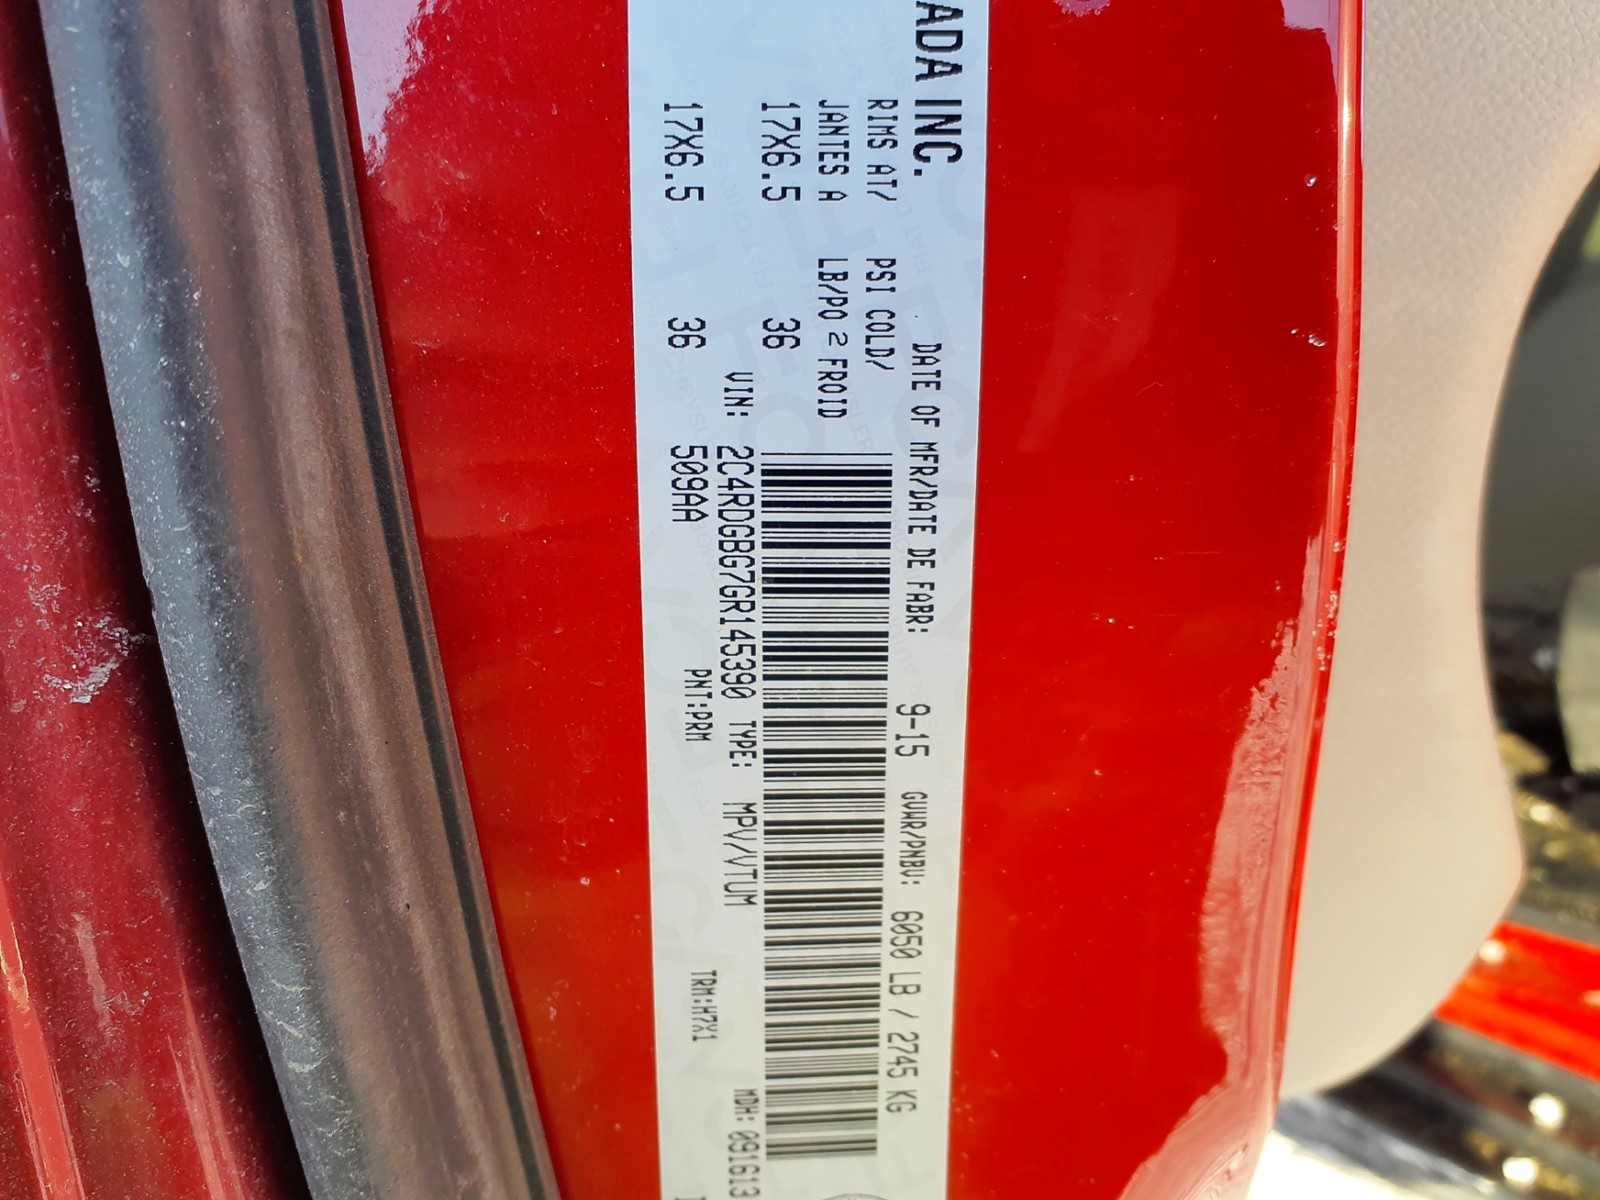 ADA INC.
DATE OF MFR/DATE DE FABR: 9-15 GVWR/PNBV: 6050 LB / 2745 KG
RIMS AT/ PSI COLD/
JANTES A LB/PO 2 FROID
17X6.5 36
VIN: 2C4RDGBG7GR145390 TYPE: MPV/VTUM MDH: 091613
17X6.5 36
509AA PNT:PRM TRM:H7X1